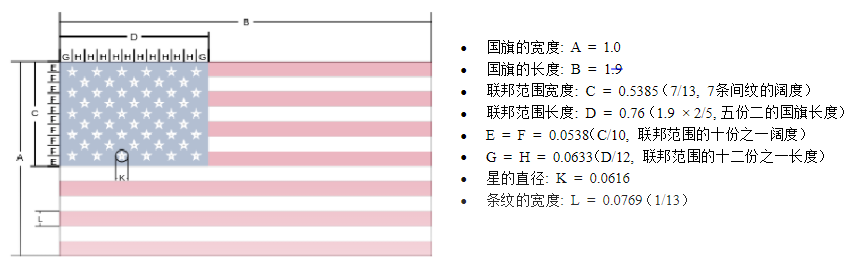 B
D
G H H H H H H H H H H G
E
F
F
F
F
F
F
F
F
E
C
A
K
L
国旗的宽度: A = 1.0
国旗的长度: B = 1.9
联邦范围宽度: C = 0.5385（7/13, 7条间纹的阔度）
联邦范围长度: D = 0.76（1.9 × 2/5, 五份二的国旗长度）
E = F = 0.0538（C/10, 联邦范围的十份之一阔度）
G = H = 0.0633（D/12, 联邦范围的十二份之一长度）
星的直径: K = 0.0616
条纹的宽度: L = 0.0769（1/13）